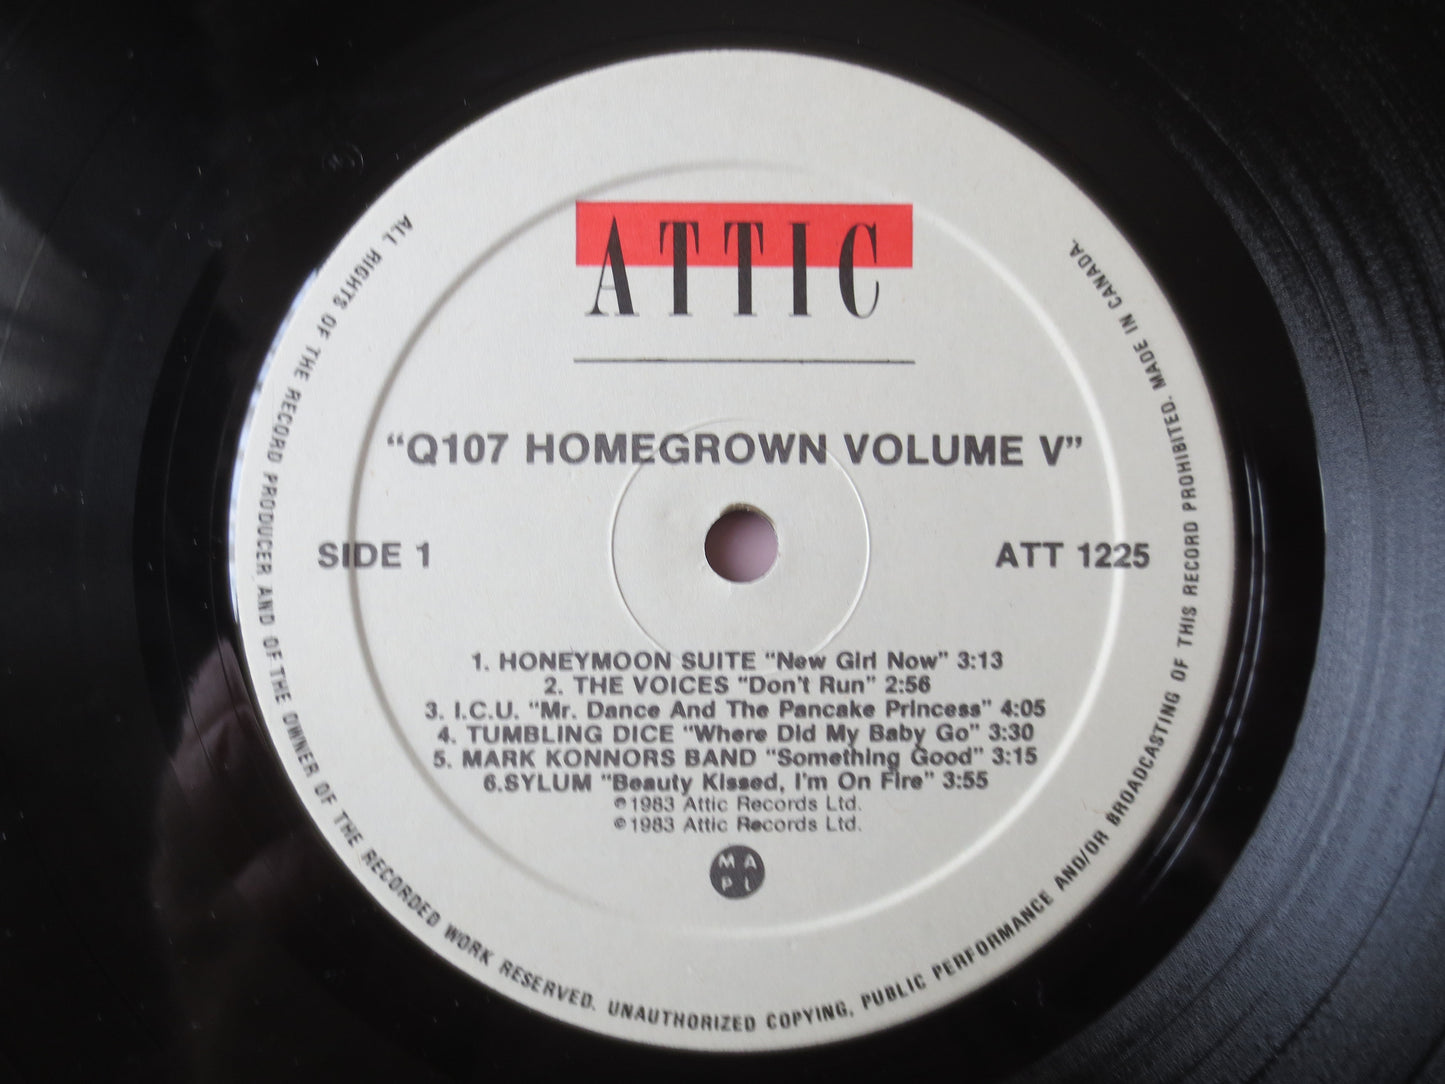 ATTIC
"Q107 HOMEGROWN VOLUME V"
SIDE 1
ATT 1225
1. HONEYMOON SUITE "New Girl Now" 3:13
2. THE VOICES "Don't Run" 2:56
3. I.C.U. "Mr. Dance And The Pancake Princess" 4:05
4. TUMBLING DICE "Where Did My Baby Go" 3:30
5. MARK KONNORS BAND "Something Good" 3:15
6.SYLUM "Beauty Kissed, I'm On Fire" 3:55
℗1983 Attic Records Ltd.
©1983 Attic Records Ltd.
M A
P L
ALL RIGHTS OF THE RECORD PRODUCER AND OF THE OWNER OF THE RECORDED WORK RESERVED. UNAUTHORIZED COPYING, PUBLIC PERFORMANCE AND/OR BROADCASTING OF THIS RECORD PROHIBITED. MADE IN CANADA.